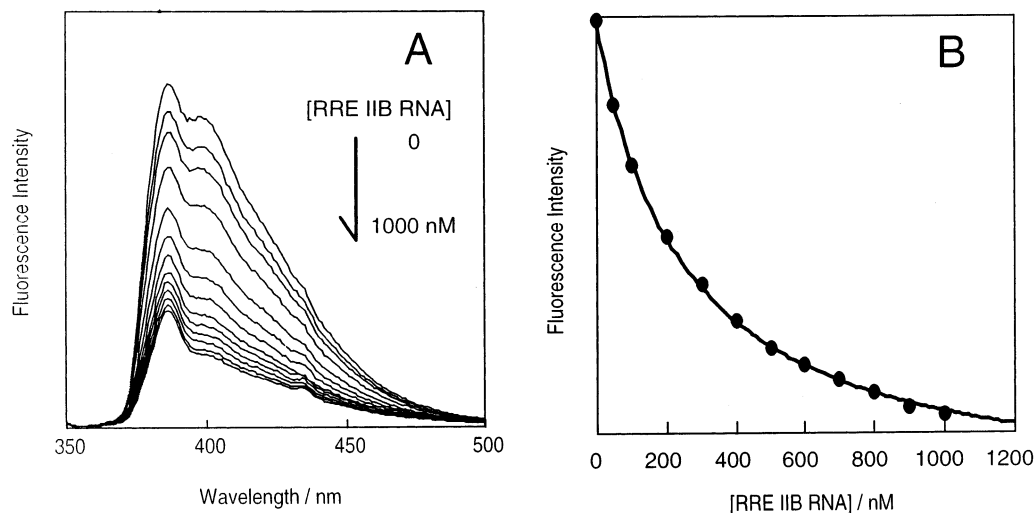 A
[RRE IIB RNA]
0
1000 nM
Fluorescence Intensity
350 400 450 500
Wavelength / nm
B
Fluorescence Intensity
0 200 400 600 800 1000 1200
[RRE IIB RNA] / nM